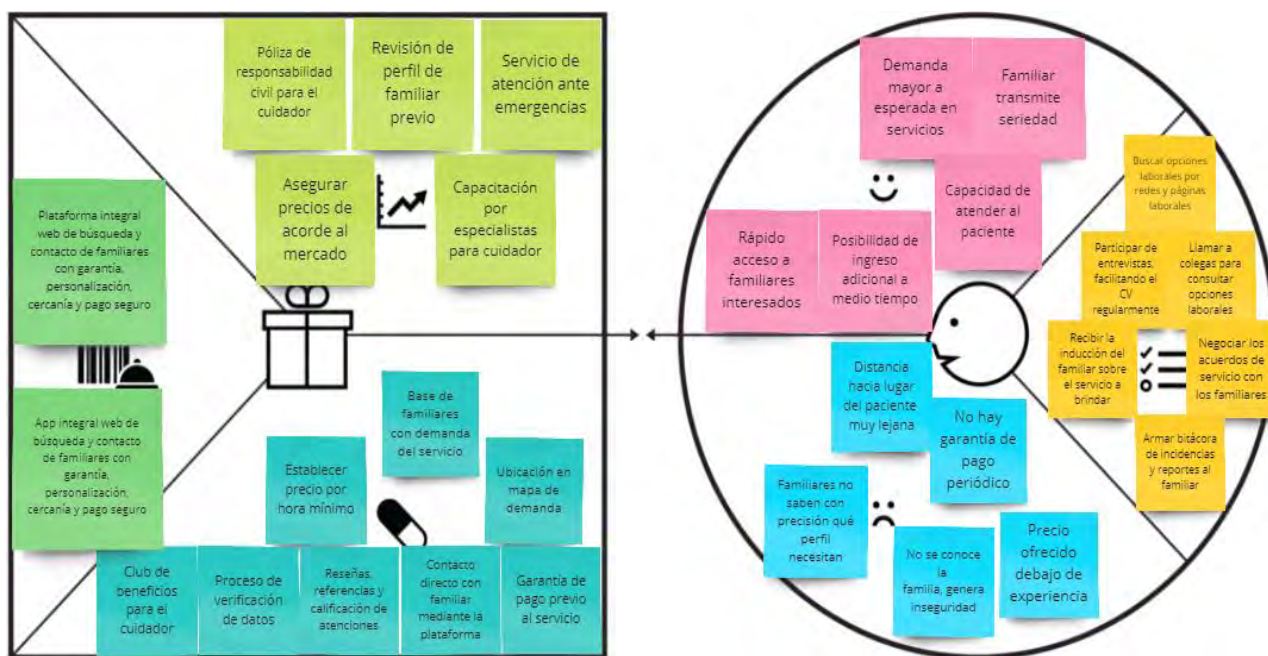 Póliza de
responsabilidad
civil para el
cuidador
Revisión de
perfil de
familiar
previo
Servicio de
atención ante
emergencias
Asegurar
precios de
acorde al
mercado
Capacitación
por
especialistas
para cuidador
Plataforma integral
web de búsqueda y
contacto de familiares
con garantía,
personalización,
cercanía y pago seguro
App integral web de
búsqueda y contacto
de familiares con
garantía,
personalización,
cercanía y pago seguro
Base de
familiares
con demanda
del servicio
Establecer
precio por
hora mínimo
Ubicación en
mapa de
demanda
Club de
beneficios
para el
cuidador
Proceso de
verificación
de datos
Reseñas,
referencias y
calificación de
atenciones
Contacto
directo con
familiar
mediante la
plataforma
Garantía de
pago previo
al servicio
Demanda
mayor a
esperada en
servicios
Familiar
transmite
seriedad
Capacidad de
atender al
paciente
Rápido
acceso a
familiares
interesados
Posibilidad de
ingreso
adicional a
medio tiempo
Buscar opciones
laborales por
redes y páginas
laborales
Participar de
entrevistas,
facilitando el
CV
regularmente
Llamar a
colegas para
consultar
opciones
laborales
Recibir la
inducción del
familiar sobre
el servicio a
brindar
Negociar los
acuerdos de
servicio con
los familiares
Armar bitácora
de incidencias
y reportes al
familiar
Distancia
hacia lugar
del paciente
muy lejana
No hay
garantía de
pago
periódico
Familiares no
saben con
precisión qué
perfil
necesitan
No se conoce
la
familia, genera
inseguridad
Precio
ofrecido
debajo de
experiencia